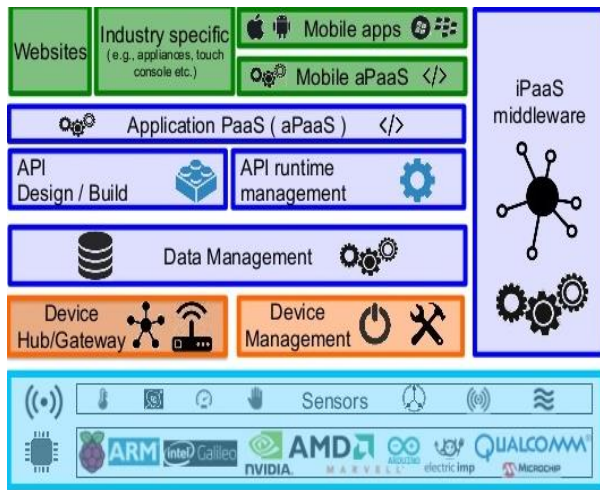 Websites
Industry specific
(e.g., appliances, touch
console etc.)
Mobile apps
Mobile aPaaS </>
iPaaS
middleware
Application PaaS ( aPaaS ) </>
API
Design / Build
API runtime
management
Data Management
Device
Hub/Gateway
Device
Management
Sensors
ARM
intel Galileo
NVIDIA.
AMD
MARVELL
ARDUINO
electric imp
QUALCOMM
MICROCHIP